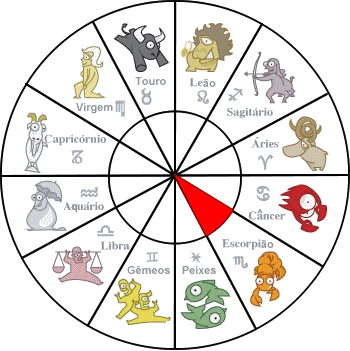 Touro
♉
Leão
♌
Virgem ♍
♐
Sagitário
Capricórnio
♑
Áries
♈
Aquário
♒
♋
Câncer
♎
Libra
Escorpião
♏
♊
Gêmeos
♓
Peixes